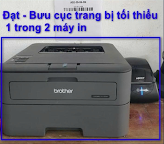 Đạt - Bưu cục trang bị tối thiểu
1 trong 2 máy in
brother